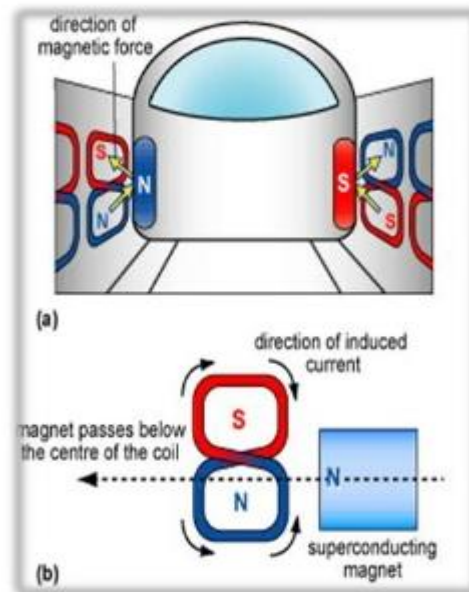 direction of
magnetic force
S
N
N
N
S
S
(a)
direction of induced
current
magnet passes below
the centre of the coil
S
N
N
superconducting
magnet
(b)